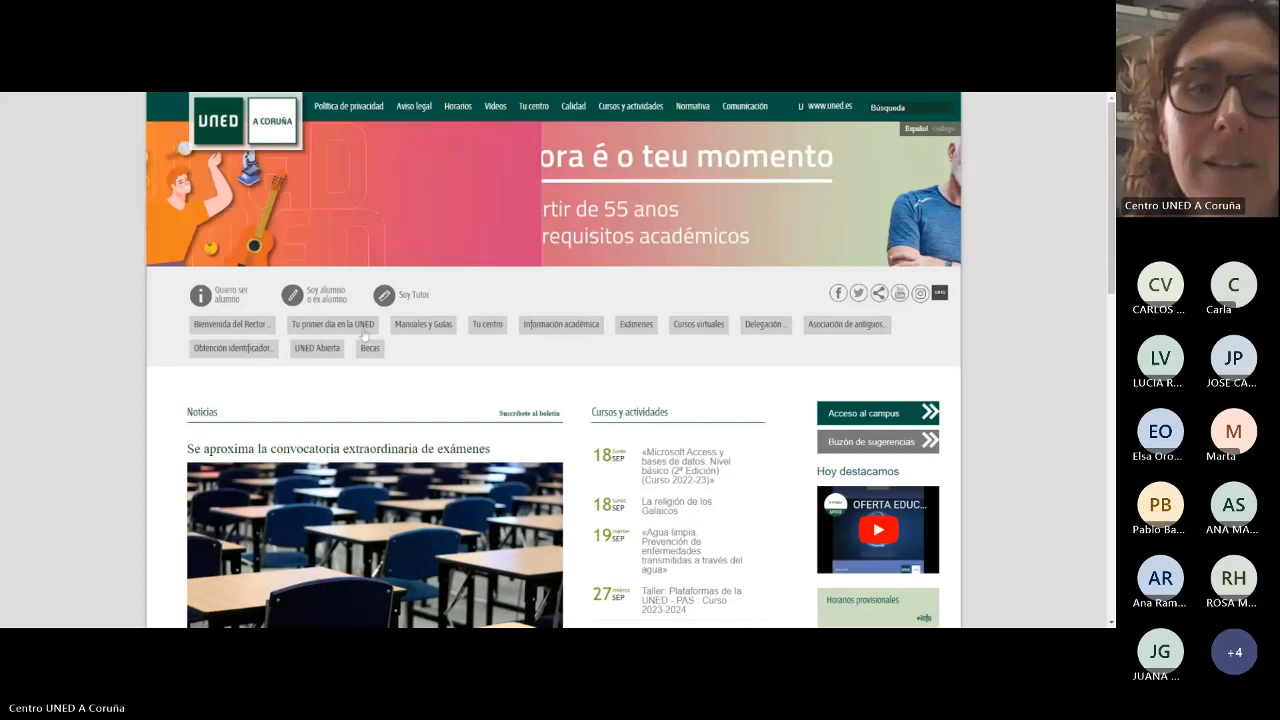 UNED
A CORUÑA
Política de privacidad
Aviso legal
Horarios
Vídeos
Tu centro
Calidad
Cursos y actividades
Normativa
Comunicación
U www.uned.es
Búsqueda
Español Gallego
ora é o teu momento
rtir de 55 anos
requisitos académicos
Quiero ser
alumno
Soy alumno
o ex alumno
Soy Tutor
Bienvenida del Rector ...
Tu primer día en la UNED
Manuales y Guías
Tu centro
Información académica
Exámenes
Cursos virtuales
Delegación ...
Asociación de antiguos...
Obtención identificador...
UNED Abierta
Becas
Noticias
Suscríbete al boletín
Se aproxima la convocatoria extraordinaria de exámenes
Cursos y actividades
18 lunes
SEP
«Microsoft Access y
bases de datos. Nivel
básico (2ª Edición)
(Curso 2022-23)»
18 lunes
SEP
La religión de los
Galaicos
19 martes
SEP
«Agua limpia.
Prevención de
enfermedades
transmitidas a través del
agua»
27 miérco
SEP
Taller: Plataformas de la
UNED - PAS . Curso
2023-2024
Acceso al campus
Buzón de sugerencias
Hoy destacamos
OFERTA EDUC...
Horarios provisionales
+Info
Centro UNED A Coruña
CV
CARLOS ...
C
Carla
LV
LUCIA R...
JP
JOSE CA...
EO
Elsa Oro...
M
Marta
PB
Pablo Ba...
AS
ANA MA...
AR
Ana Ram...
RH
ROSA M...
JG
JUANA ...
+4
Centro UNED A Coruña